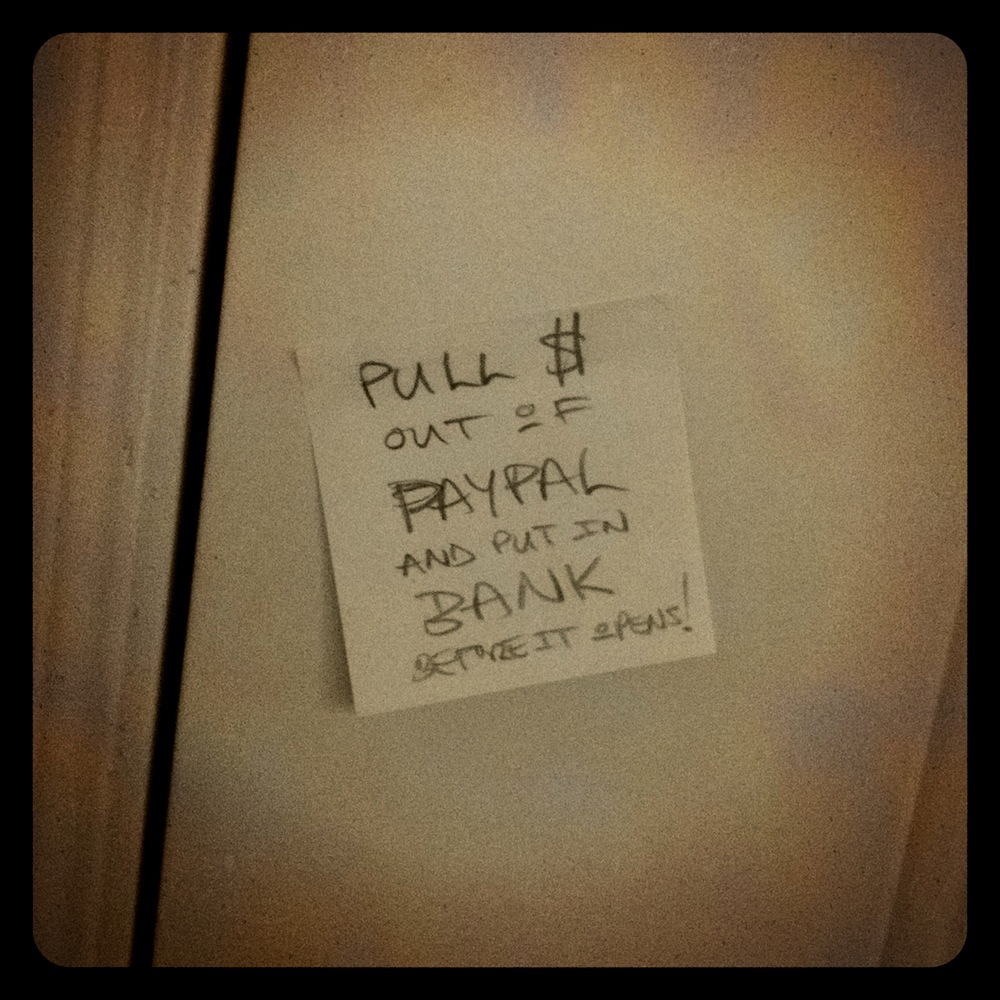 PULL $
OUT OF
PAYPAL
AND PUT IN
BANK
BEFORE IT OPENS!